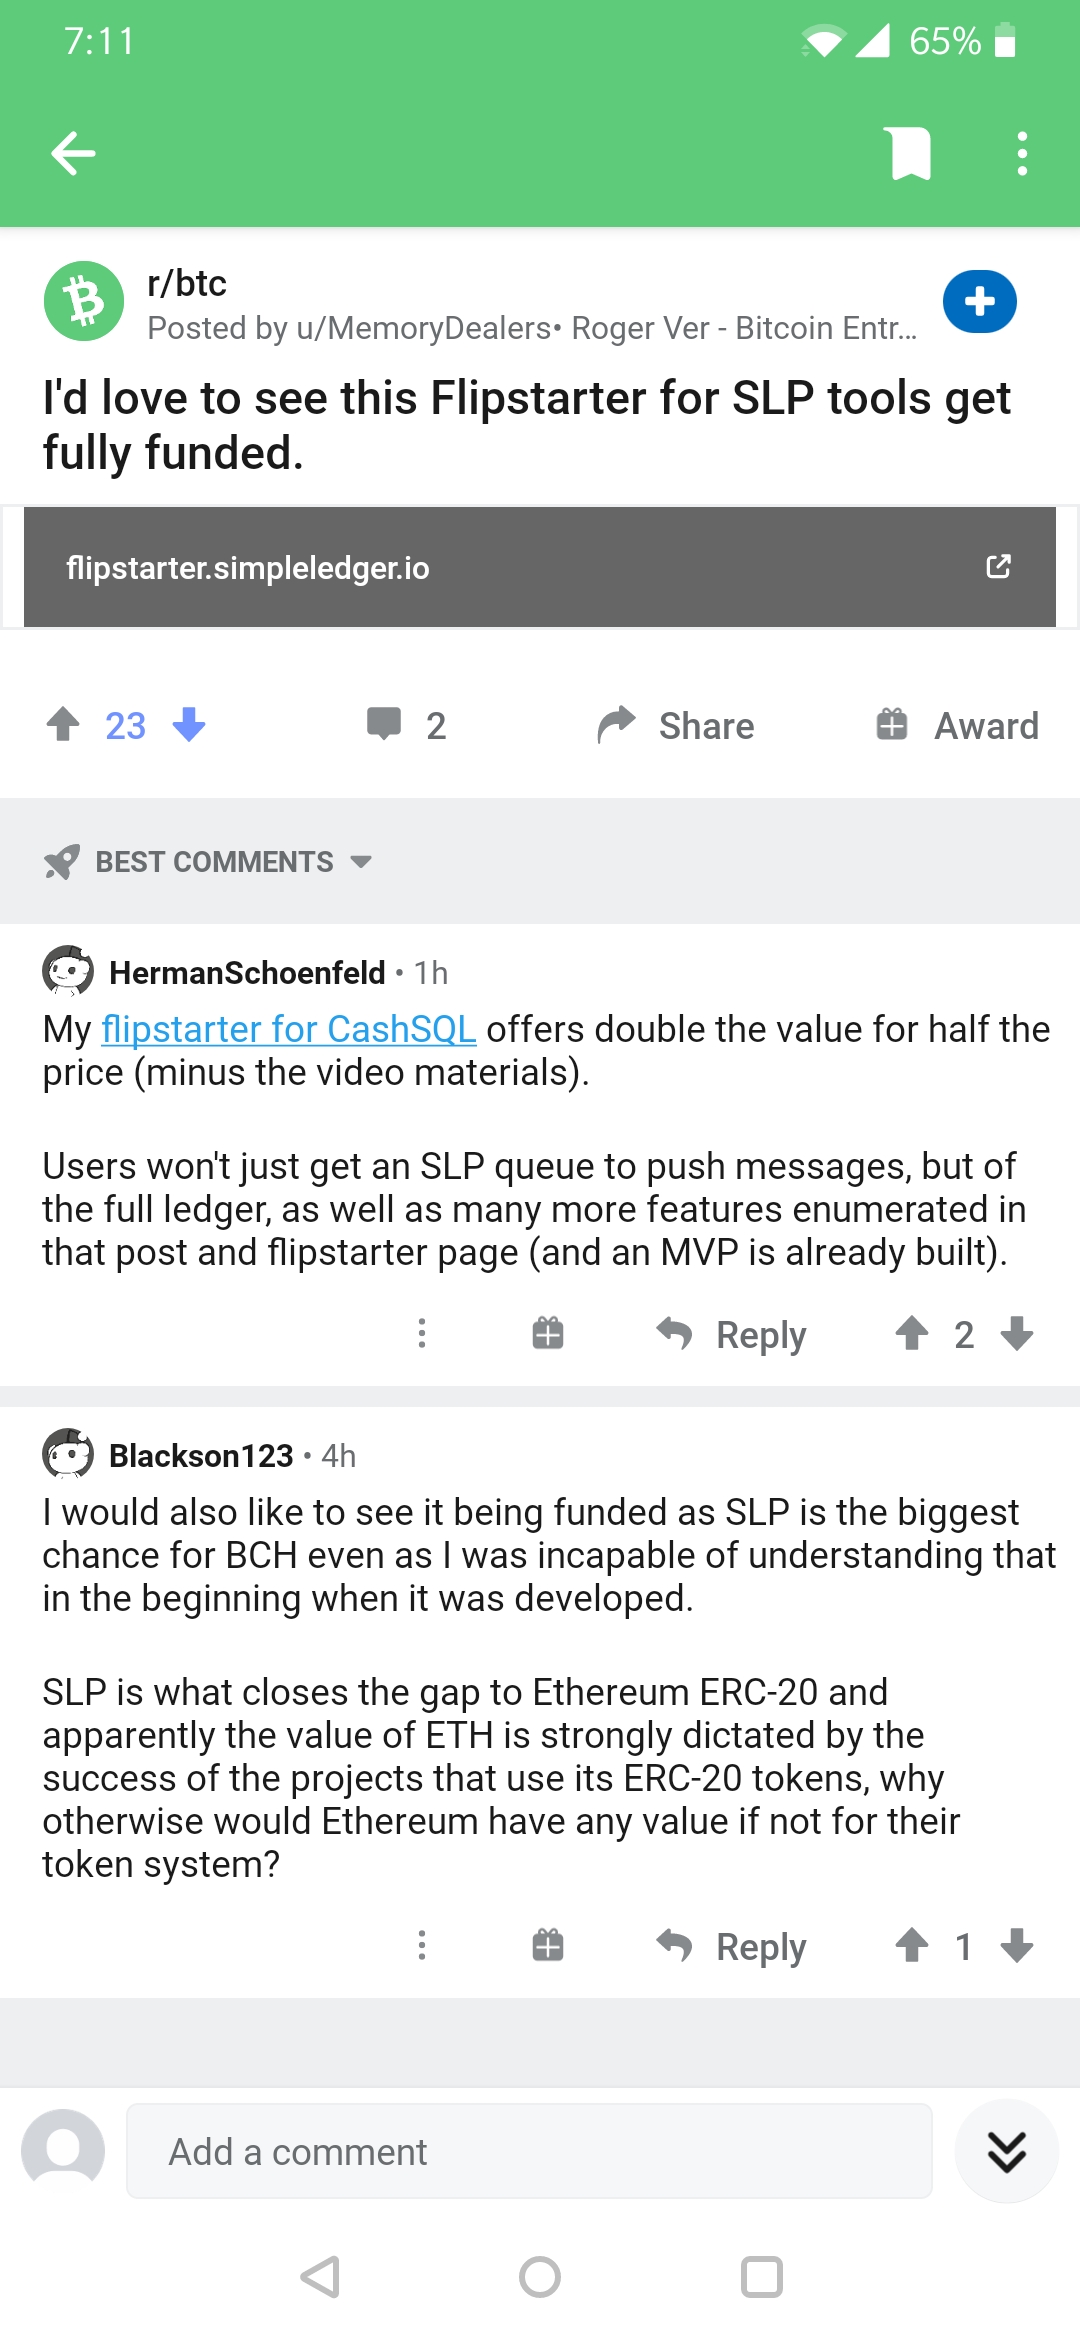 7:11
65%
r/btc
Posted by u/MemoryDealers• Roger Ver - Bitcoin Entr...
I'd love to see this Flipstarter for SLP tools get
fully funded.
flipstarter.simpleledger.io
23
2
Share
Award
BEST COMMENTS
HermanSchoenfeld • 1h
My flipstarter for CashSQL offers double the value for half the
price (minus the video materials).
Users won't just get an SLP queue to push messages, but of
the full ledger, as well as many more features enumerated in
that post and flipstarter page (and an MVP is already built).
Reply
2
Blackson123 • 4h
I would also like to see it being funded as SLP is the biggest
chance for BCH even as I was incapable of understanding that
in the beginning when it was developed.
SLP is what closes the gap to Ethereum ERC-20 and
apparently the value of ETH is strongly dictated by the
success of the projects that use its ERC-20 tokens, why
otherwise would Ethereum have any value if not for their
token system?
Reply
1
Add a comment